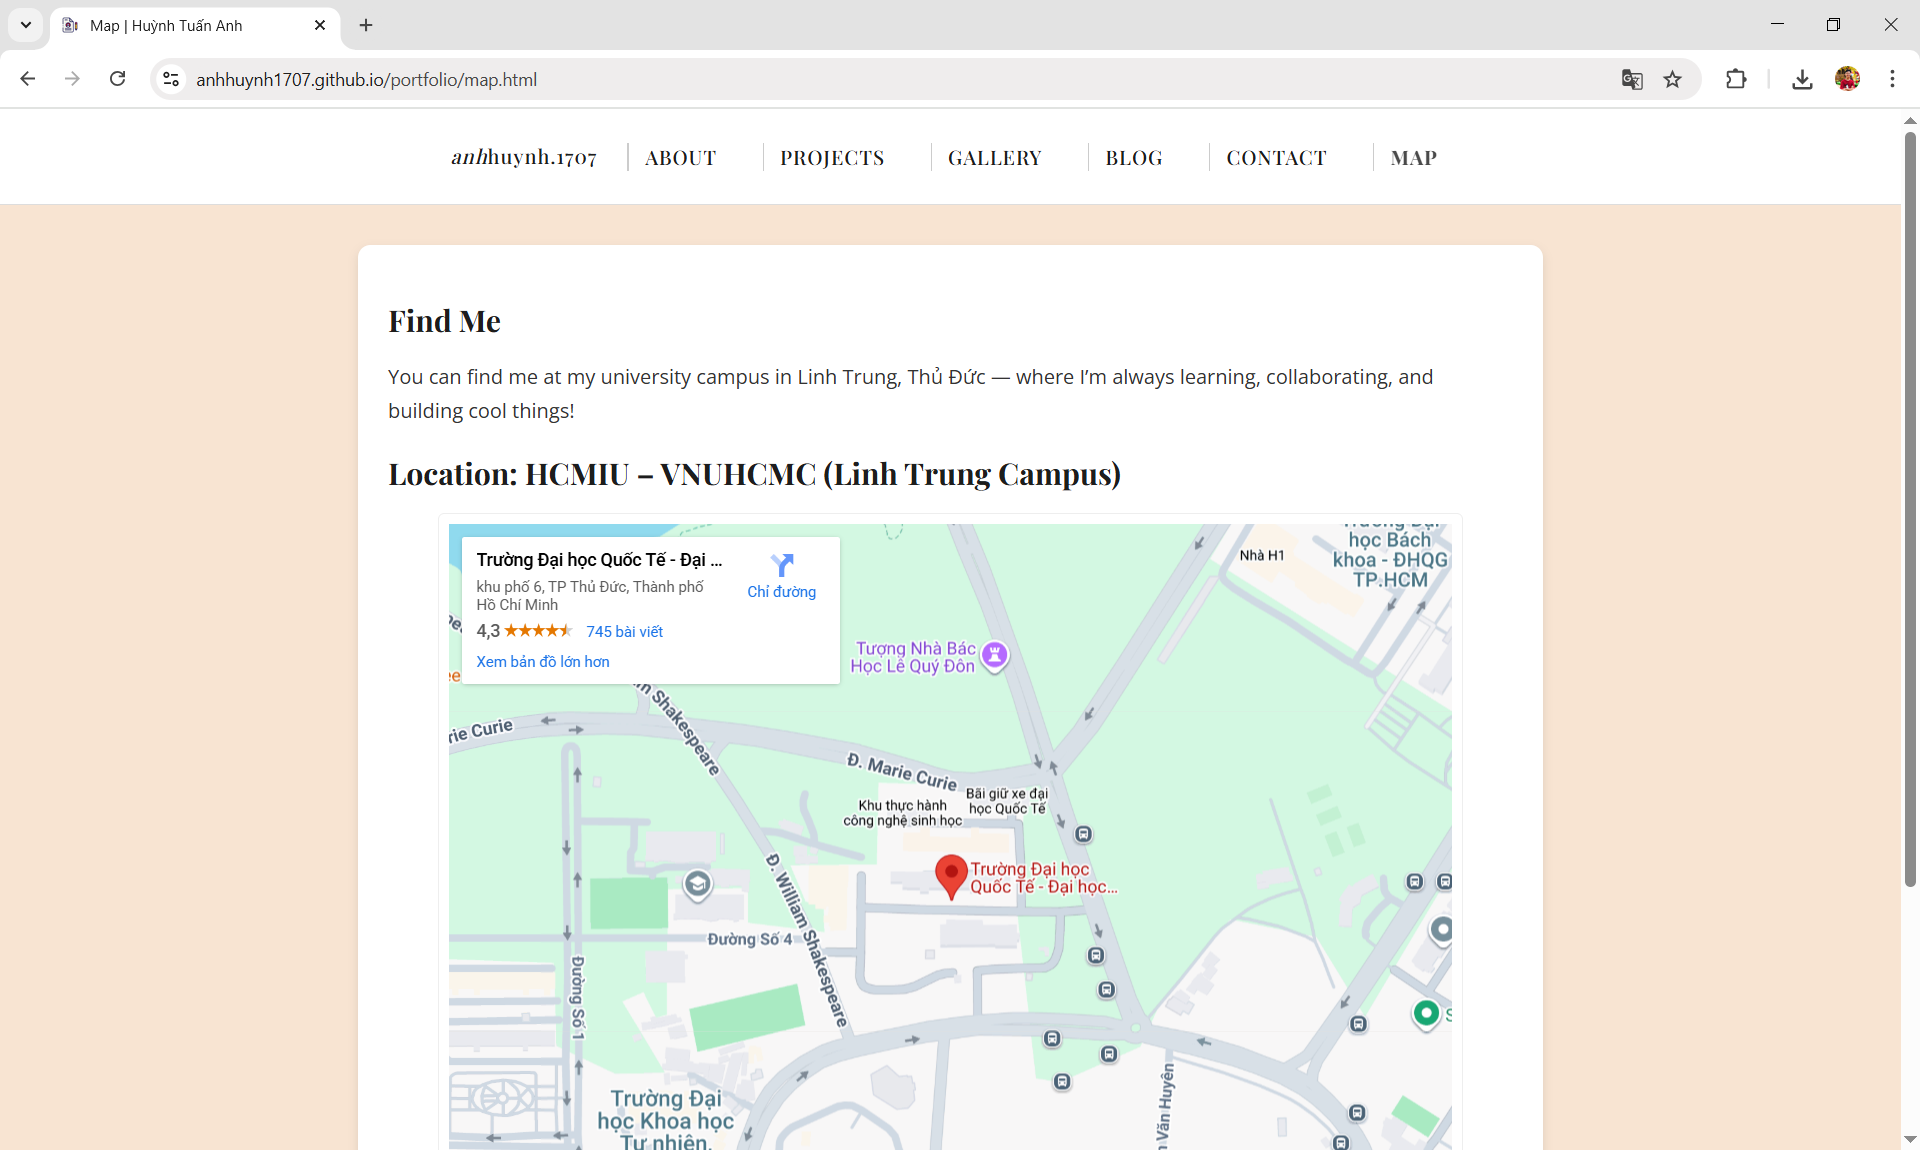 Map | Huỳnh Tuấn Anh
anhhuynh1707.github.io/portfolio/map.html
anhhuynh.1707
ABOUT
PROJECTS
GALLERY
BLOG
CONTACT
MAP
Find Me
You can find me at my university campus in Linh Trung, Thủ Đức — where I’m always learning, collaborating, and
building cool things!
Location: HCMIU – VNUHCMC (Linh Trung Campus)
Trường Đại học Quốc Tế - Đại ...
khu phố 6, TP Thủ Đức, Thành phố
Hồ Chí Minh
Chỉ đường
4,3
745 bài viết
Xem bản đồ lớn hơn
Nhà H1
Trường Đại
học Bách
khoa - ĐHQG
TP.HCM
Tượng Nhà Bác
Học Lê Quý Đôn
rie Curie
m Shakespeare
Đ. Marie Curie
Bãi giữ xe đại
học Quốc Tế
Khu thực hành
công nghệ sinh học
Trường Đại học
Quốc Tế - Đại học...
Đ. William Shakespeare
Đường Số 4
Đường Số 1
Trường Đại
học Khoa học
Tự nhiên,
n Văn Huyên